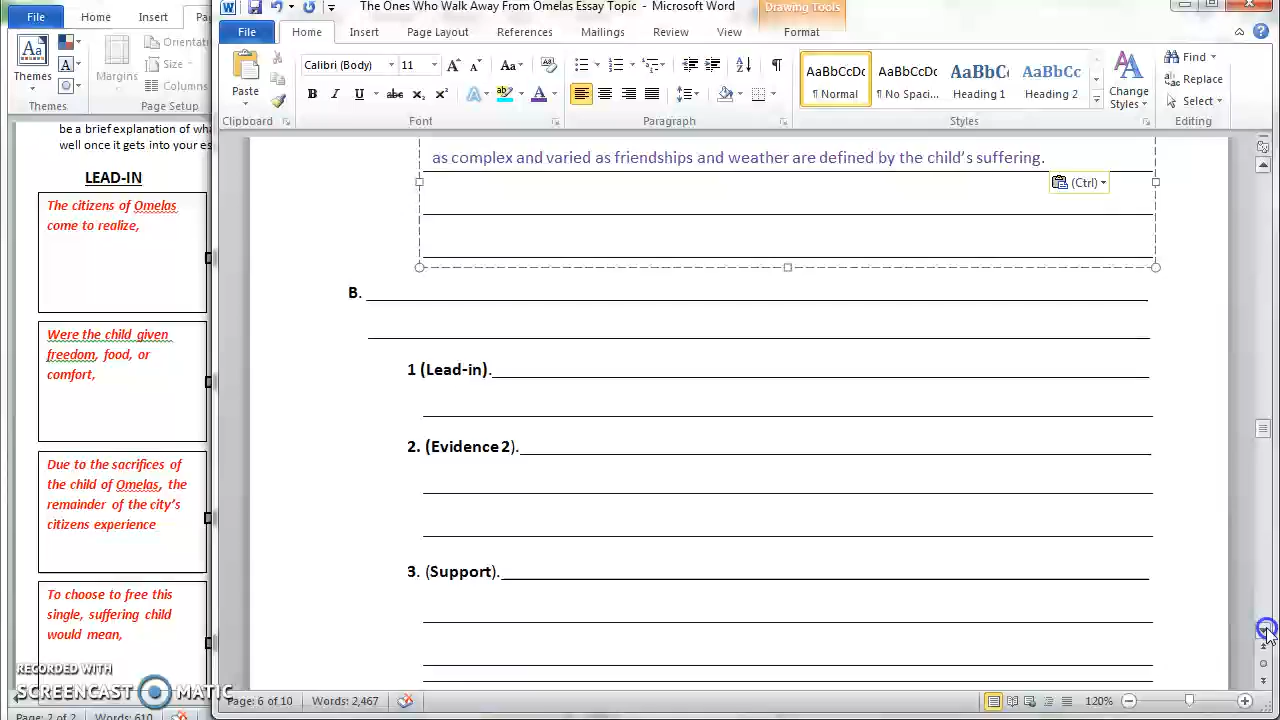 The Ones Who Walk Away From Omelas Essay Topic - Microsoft Word
Drawing Tools
File Home Insert
File Home Insert Page Layout References Mailings Review View Format
Themes
Margins
Orientati
Size
Columns
Themes
Page Setup
Paste
Clipboard
Calibri (Body) 11
Font
Paragraph
AaBbCcDc AaBbCcDc AaBbC AaBbCc
¶ Normal ¶ No Spaci... Heading 1 Heading 2
Change Styles
Styles
Find
Replace
Select
Editing
be a brief explanation of wha
well once it gets into your es
LEAD-IN
The citizens of Omelas
come to realize,
Were the child given
freedom, food, or
comfort,
Due to the sacrifices of
the child of Omelas, the
remainder of the city's
citizens experience
To choose to free this
single, suffering child
would mean,
as complex and varied as friendships and weather are defined by the child's suffering.
(Ctrl)
B.
1 (Lead-in).
2. (Evidence 2).
3. (Support).
RECORDED WITH
SCREENCAST MATIC
Page: 2 of 2 Words: 610
Page: 6 of 10 Words: 2,467
120%